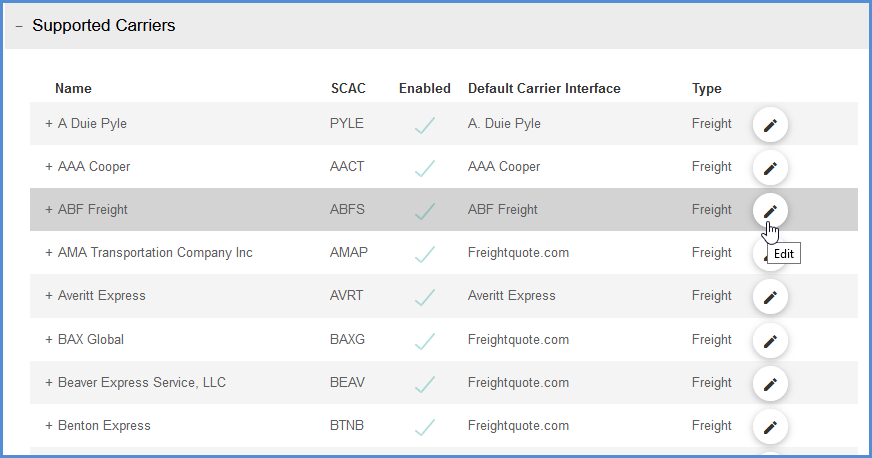 − Supported Carriers
Name SCAC Enabled Default Carrier Interface Type
+ A Duie Pyle PYLE A. Duie Pyle Freight
+ AAA Cooper AACT AAA Cooper Freight
+ ABF Freight ABFS ABF Freight Freight
+ AMA Transportation Company Inc AMAP Freightquote.com Freight
Edit
+ Averitt Express AVRT Averitt Express Freight
+ BAX Global BAXG Freightquote.com Freight
+ Beaver Express Service, LLC BEAV Freightquote.com Freight
+ Benton Express BTNB Freightquote.com Freight